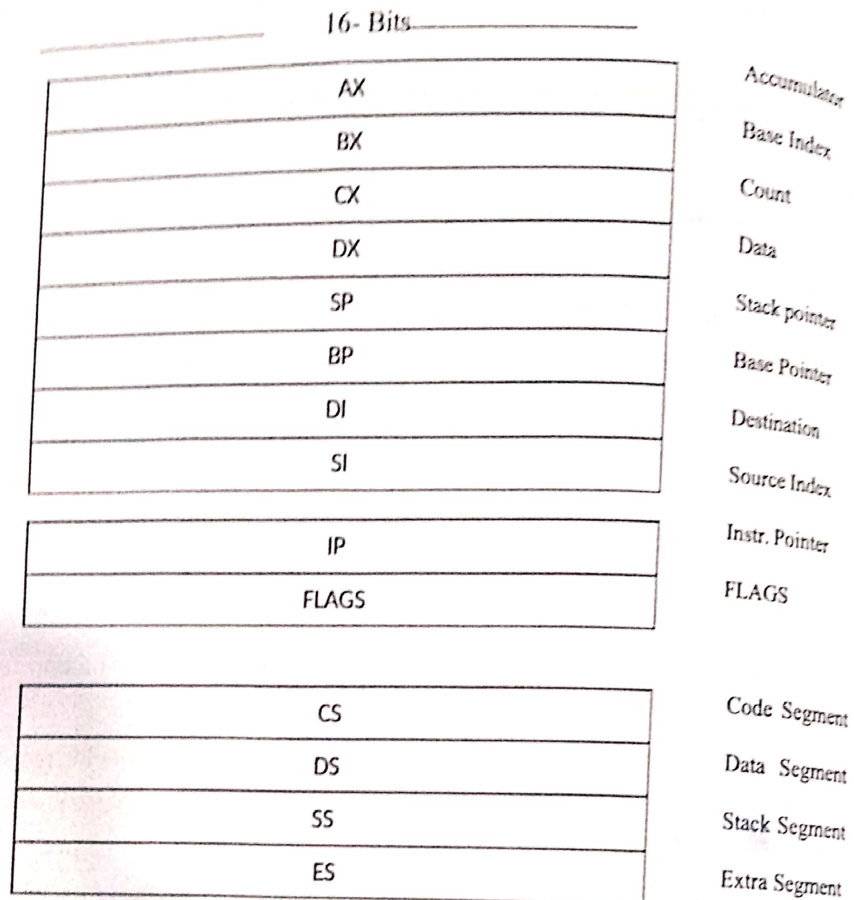 16- Bits
AX Accumulator
BX Base Index
CX Count
DX Data
SP Stack pointer
BP Base Pointer
DI Destination
SI Source Index
IP Instr. Pointer
FLAGS FLAGS
CS Code Segment
DS Data Segment
SS Stack Segment
ES Extra Segment